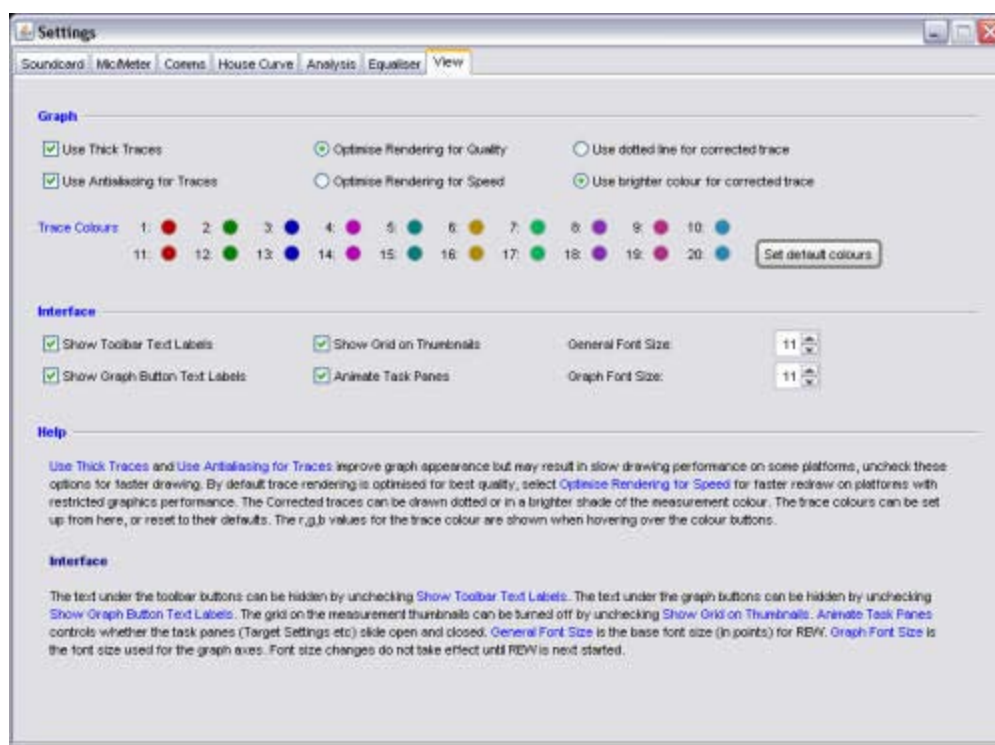 Settings
Soundcard Mic/Meter Comms House Curve Analysis Equaliser View
Graph
Use Thick Traces Optimise Rendering for Quality Use dotted line for corrected trace
Use Antialiasing for Traces Optimise Rendering for Speed Use brighter colour for corrected trace
Trace Colours 1: 2: 3: 4: 5: 6: 7: 8: 9: 10:
11: 12: 13: 14: 15: 16: 17: 18: 19: 20: Set default colours
Interface
Show Toolbar Text Labels Show Grid on Thumbnails General Font Size: 11
Show Graph Button Text Labels Animate Task Panes Graph Font Size: 11
Help
Use Thick Traces and Use Antialiasing for Traces improve graph appearance but may result in slow drawing performance on some platforms, uncheck these
options for faster drawing. By default trace rendering is optimised for best quality, select Optimise Rendering for Speed for faster redraw on platforms with
restricted graphics performance. The Corrected traces can be drawn dotted or in a brighter shade of the measurement colour. The trace colours can be set
up from here, or reset to their defaults. The r,g,b values for the trace colour are shown when hovering over the colour buttons.
Interface
The text under the toolbar buttons can be hidden by unchecking Show Toolbar Text Labels. The text under the graph buttons can be hidden by unchecking
Show Graph Button Text Labels. The grid on the measurement thumbnails can be turned off by unchecking Show Grid on Thumbnails. Animate Task Panes
controls whether the task panes (Target Settings etc) slide open and closed. General Font Size is the base font size (in points) for REW. Graph Font Size is
the font size used for the graph axes. Font size changes do not take effect until REW is next started.